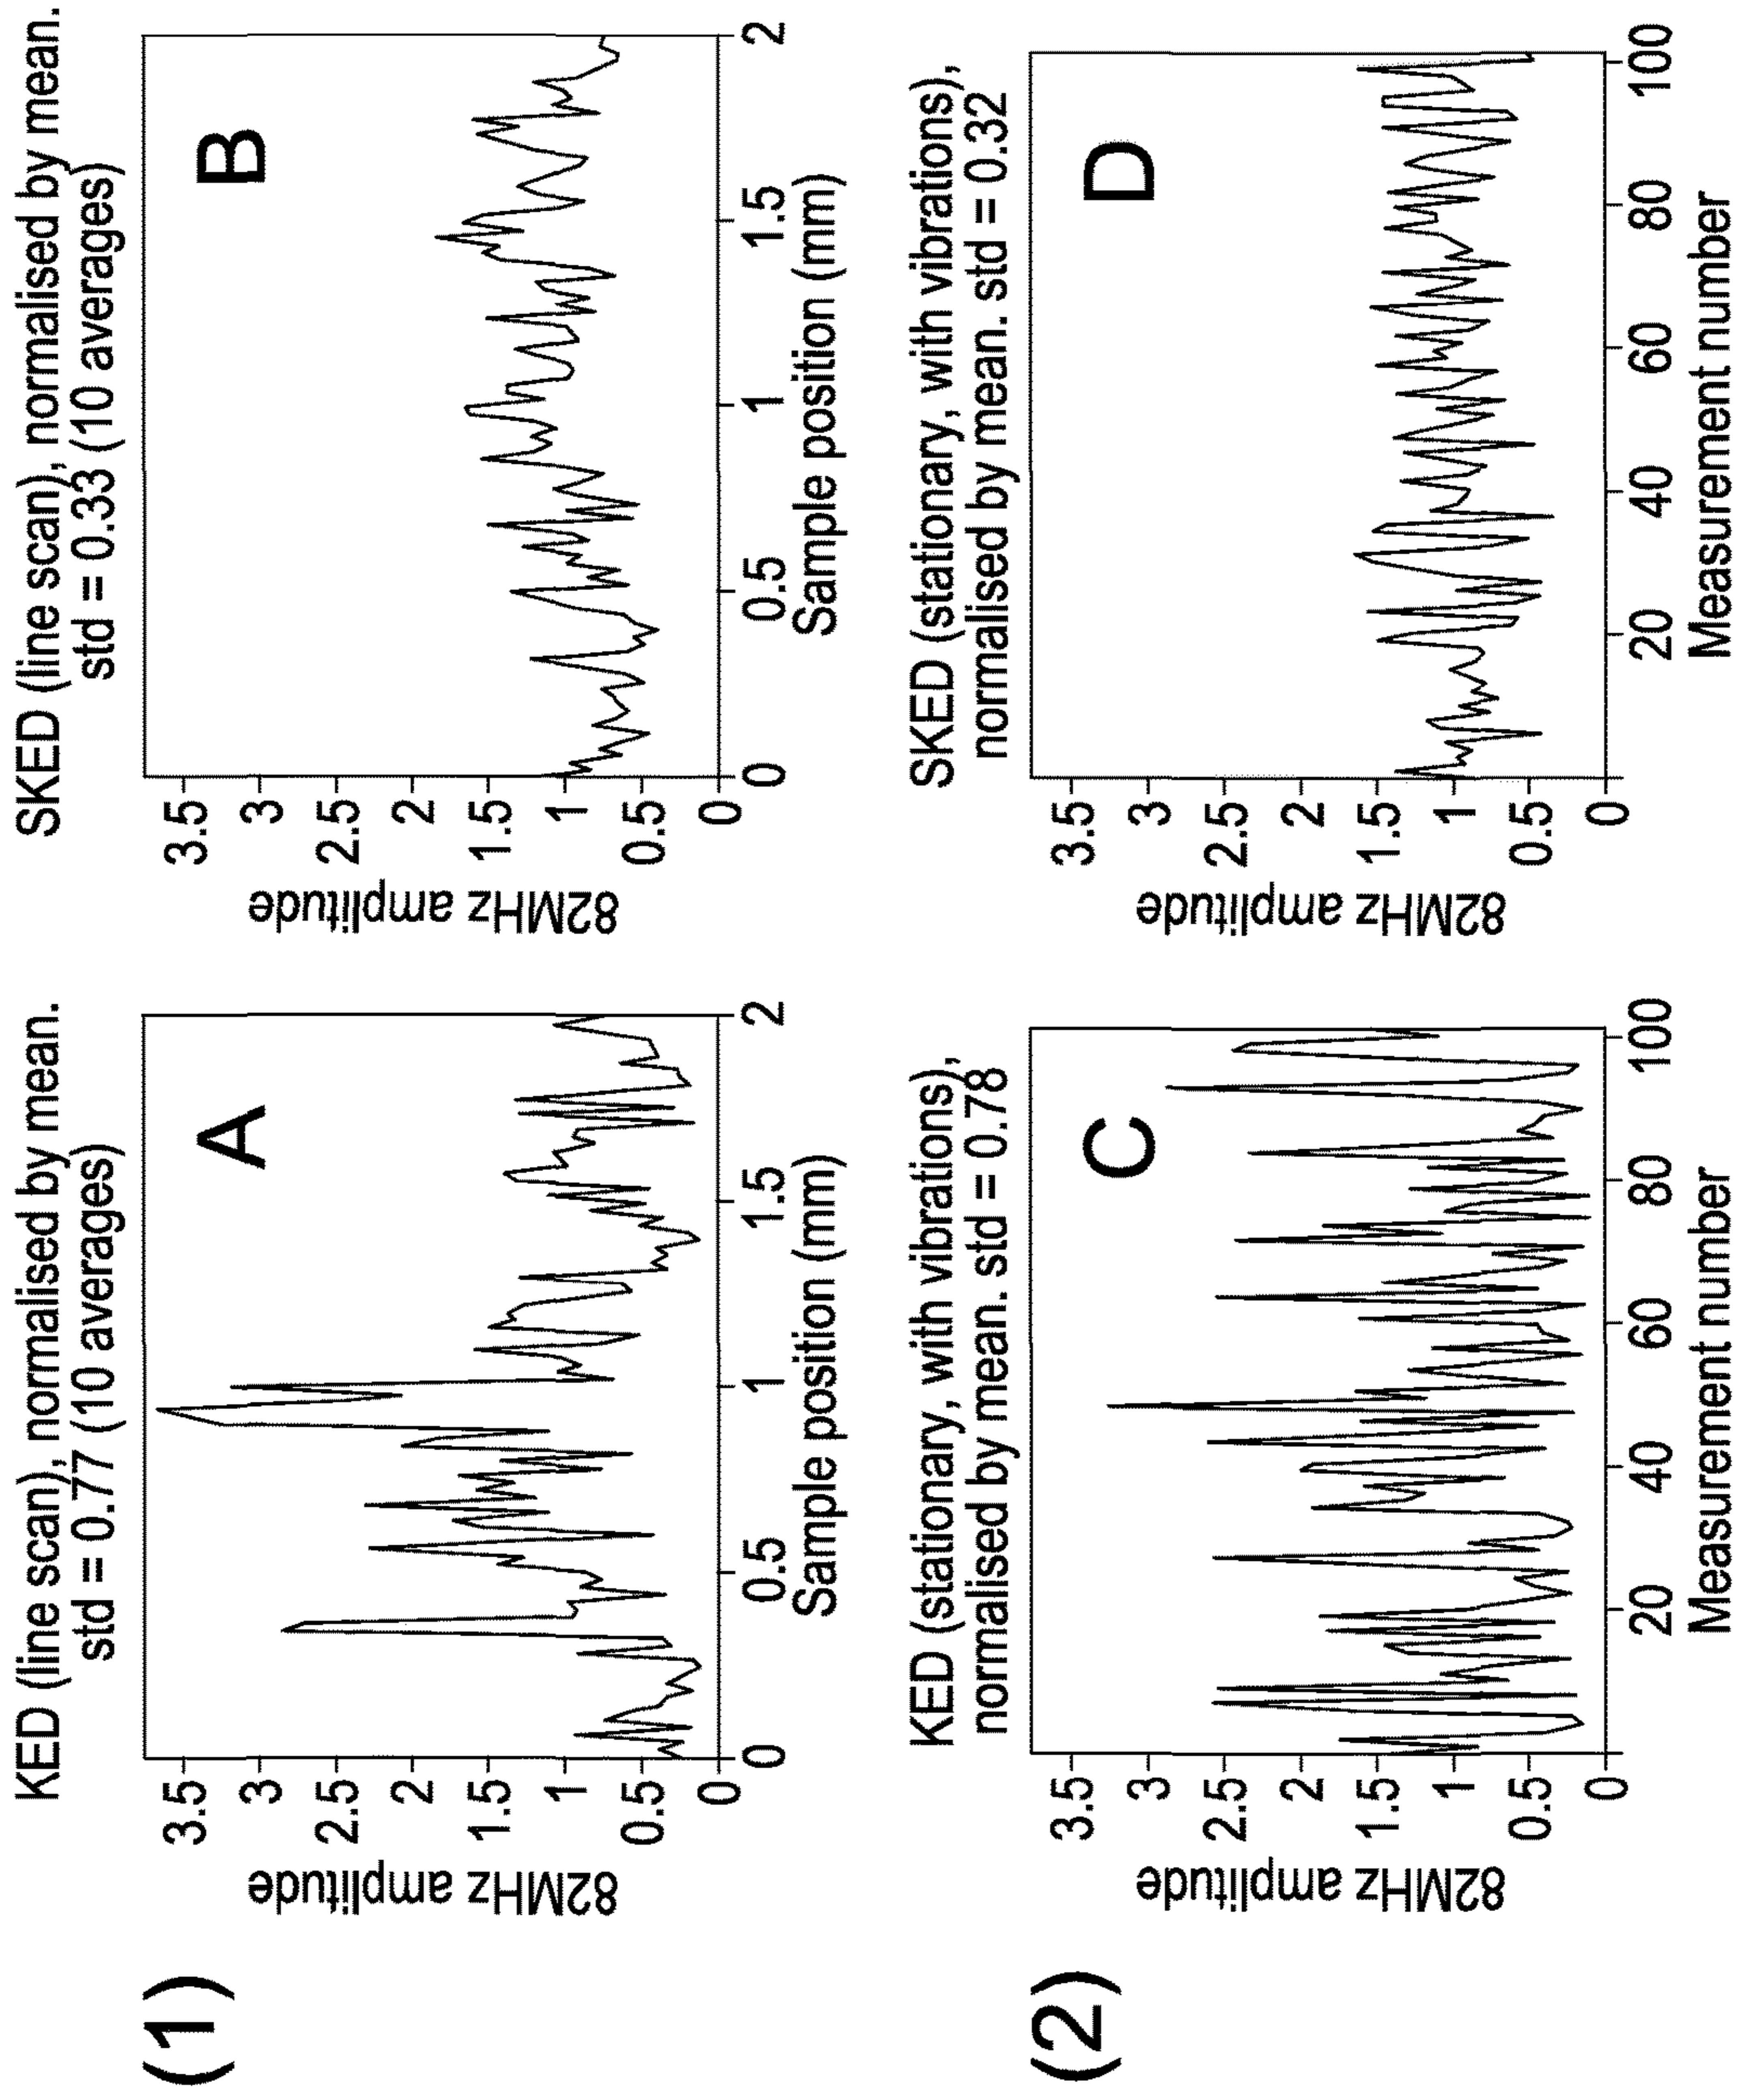 (1)
KED (line scan), normalised by mean.
std = 0.77 (10 averages)
A
82MHz amplitude
3.5
3
2.5
2
1.5
1
0.5
0
0 0.5 1 1.5 2
Sample position (mm)
SKED (line scan), normalised by mean.
std = 0.33 (10 averages)
B
82MHz amplitude
3.5
3
2.5
2
1.5
1
0.5
0
0 0.5 1 1.5 2
Sample position (mm)
(2)
KED (stationary, with vibrations),
normalised by mean. std = 0.78
C
82MHz amplitude
3.5
3
2.5
2
1.5
1
0.5
0
20 40 60 80 100
Measurement number
SKED (stationary, with vibrations),
normalised by mean. std = 0.32
D
82MHz amplitude
3.5
3
2.5
2
1.5
1
0.5
0
20 40 60 80 100
Measurement number